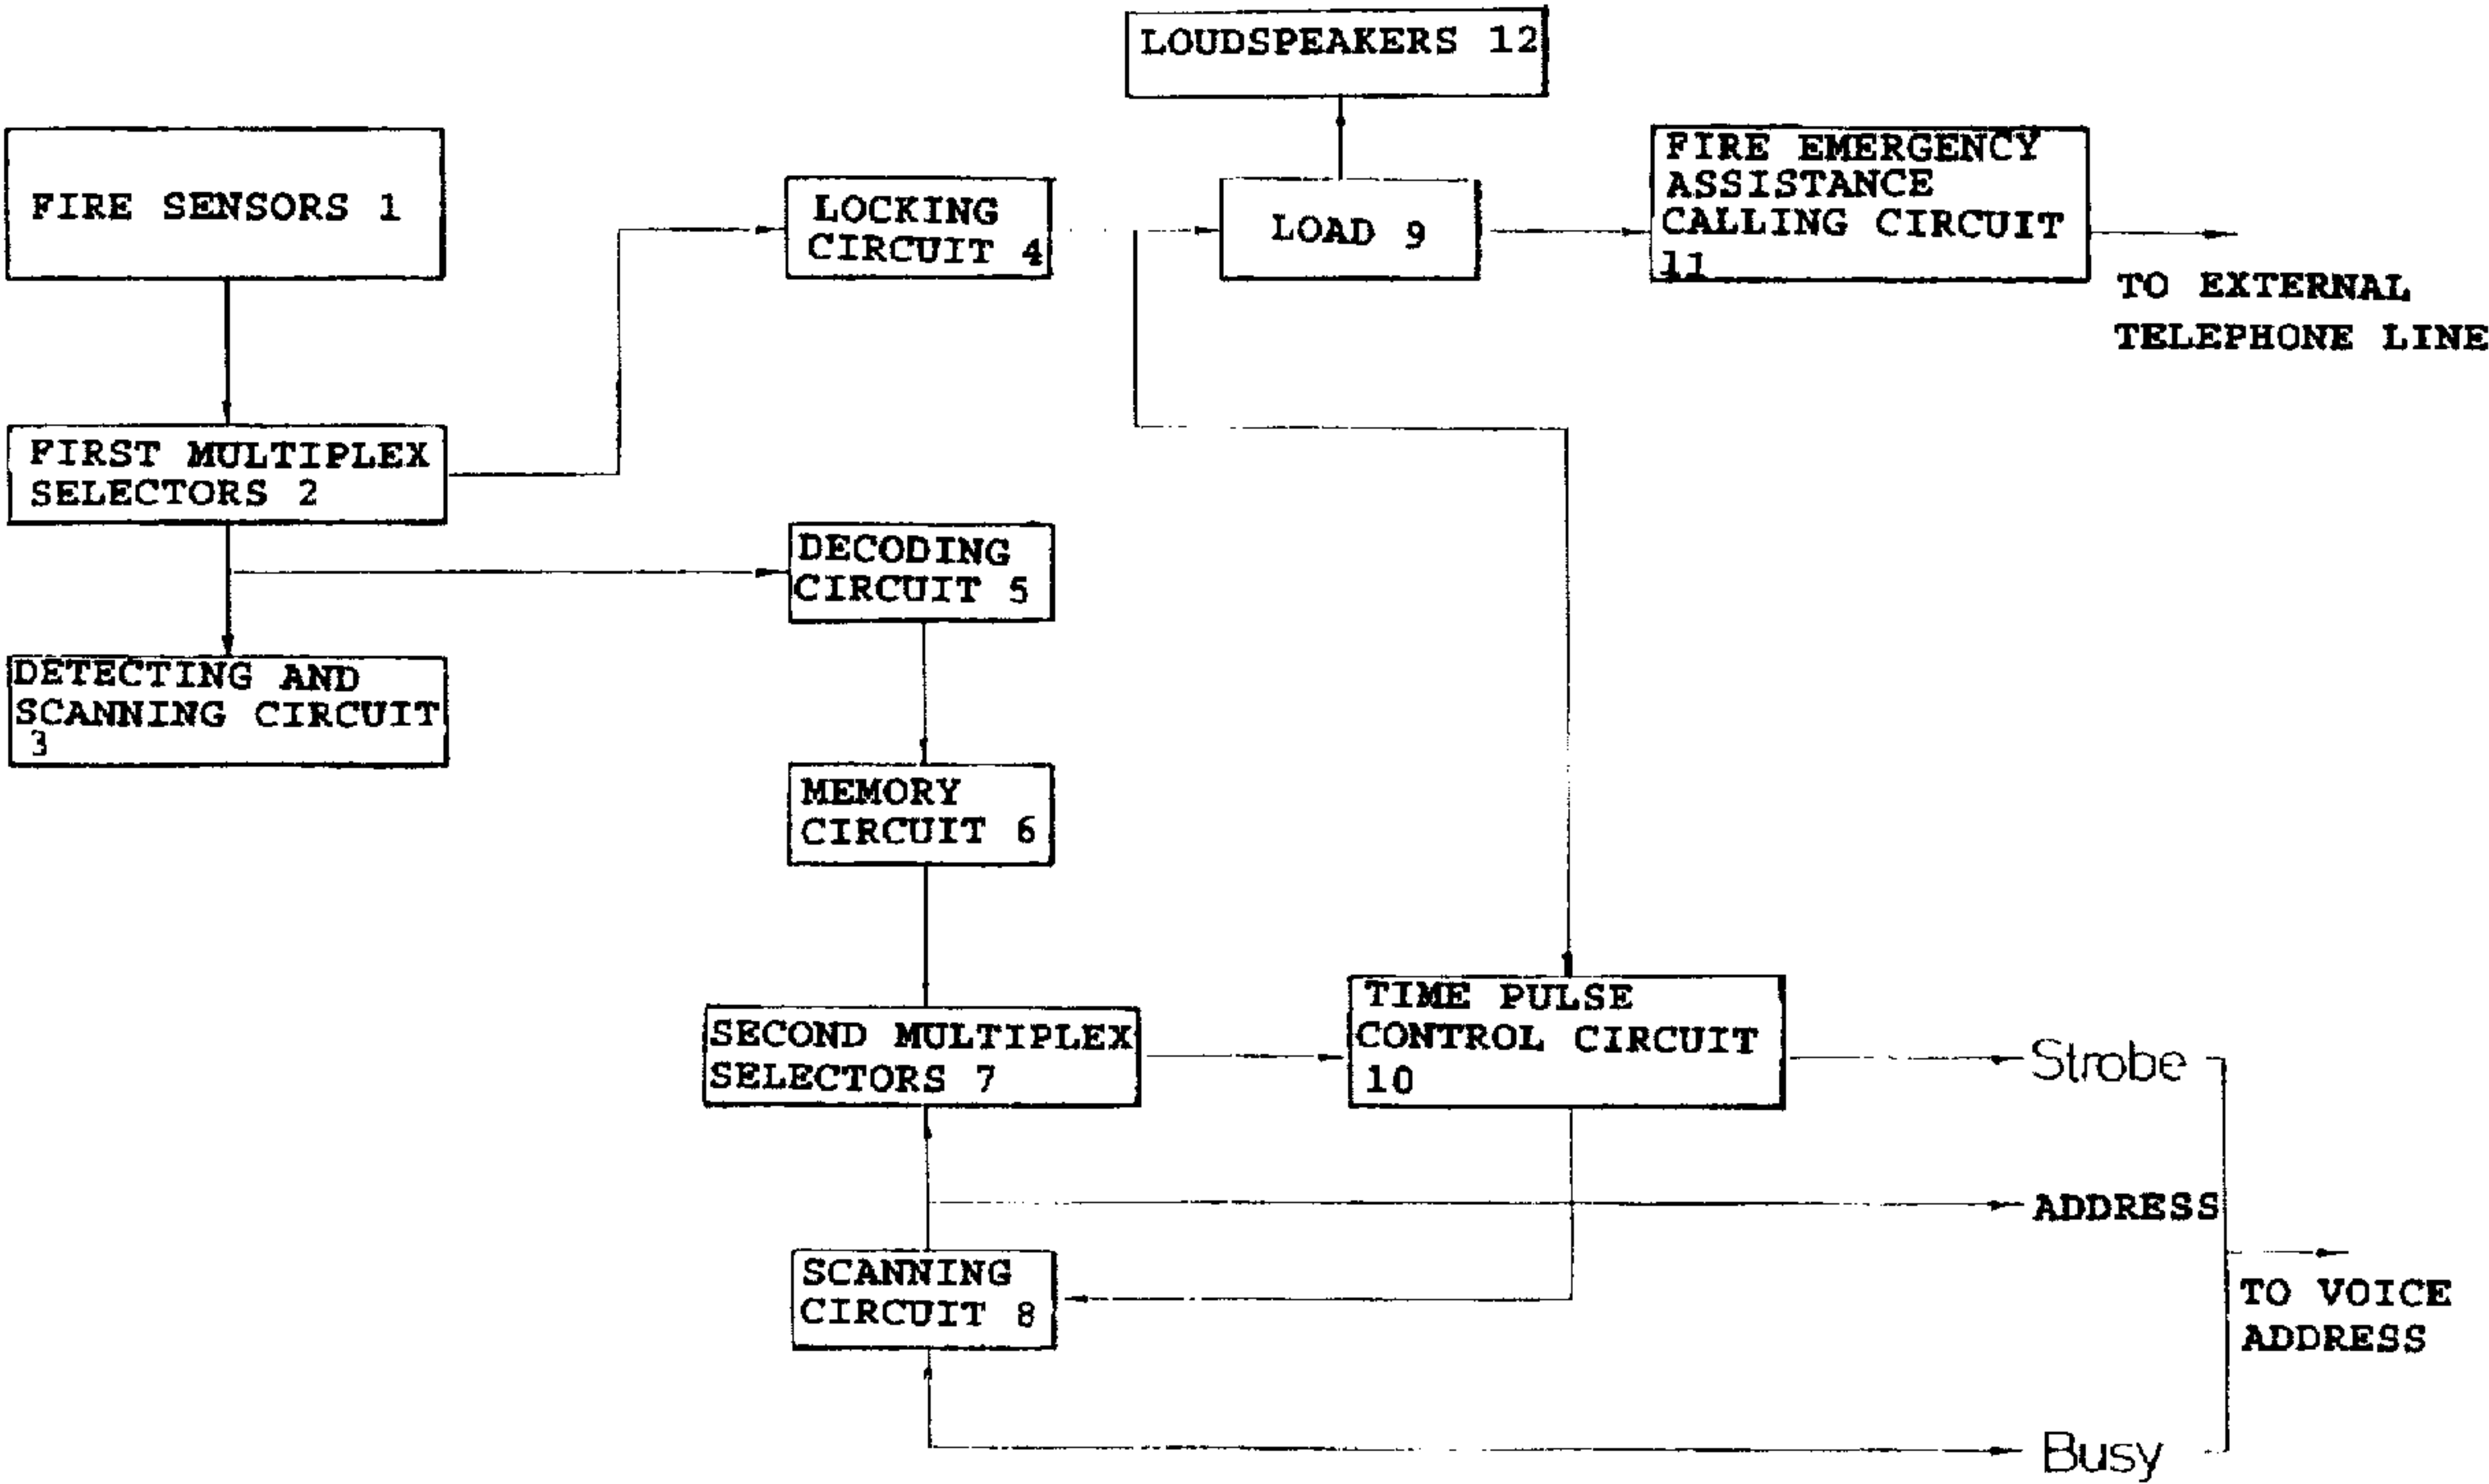 LOUDSPEAKERS 12
FIRE SENSORS 1
LOCKING
CIRCUIT 4
LOAD 9
FIRE EMERGENCY
ASSISTANCE
CALLING CIRCUIT
11
TO EXTERNAL
TELEPHONE LINE
FIRST MULTIPLEX
SELECTORS 2
DECODING
CIRCUIT 5
DETECTING AND
SCANNING CIRCUIT
3
MEMORY
CIRCUIT 6
SECOND MULTIPLEX
SELECTORS 7
TIME PULSE
CONTROL CIRCUIT
10
Strobe
ADDRESS
SCANNING
CIRCUIT 8
TO VOICE
ADDRESS
Busy